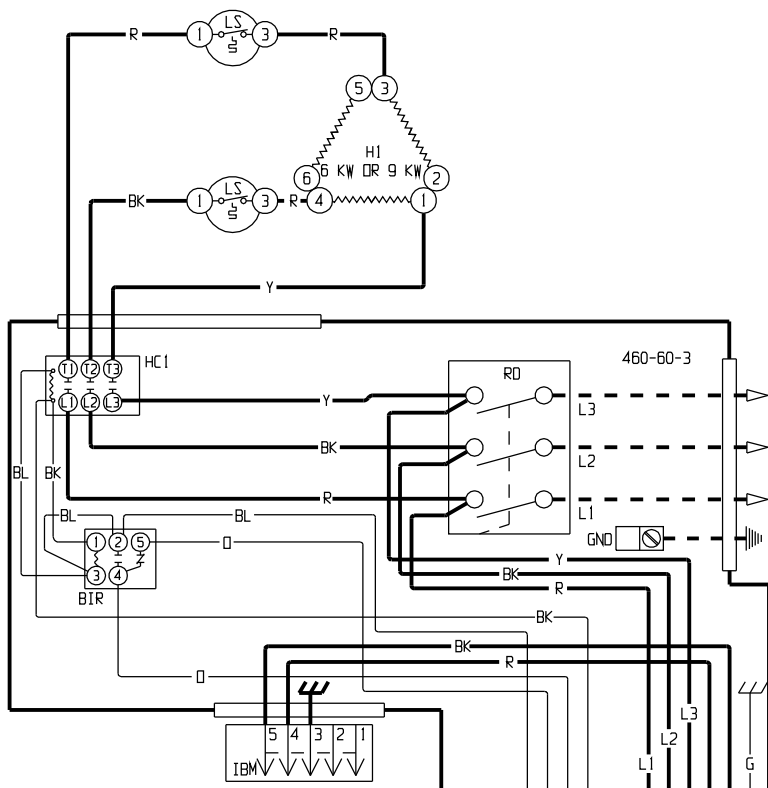 R
LS
1
3
R
5
3
H1
6 KW OR 9 KW
6
2
BK
LS
1
3
R
4
1
Y
T1 T2 T3
HC1
L1 L2 L3
RD
460-60-3
Y
L3
BL
BK
BK
L2
R
L1
BL
BL
1 2 5
O
GND
3 4
BIR
Y
BK
R
BK
BK
R
O
5 4 3 2 1
IBM
L3
L2
L1
G